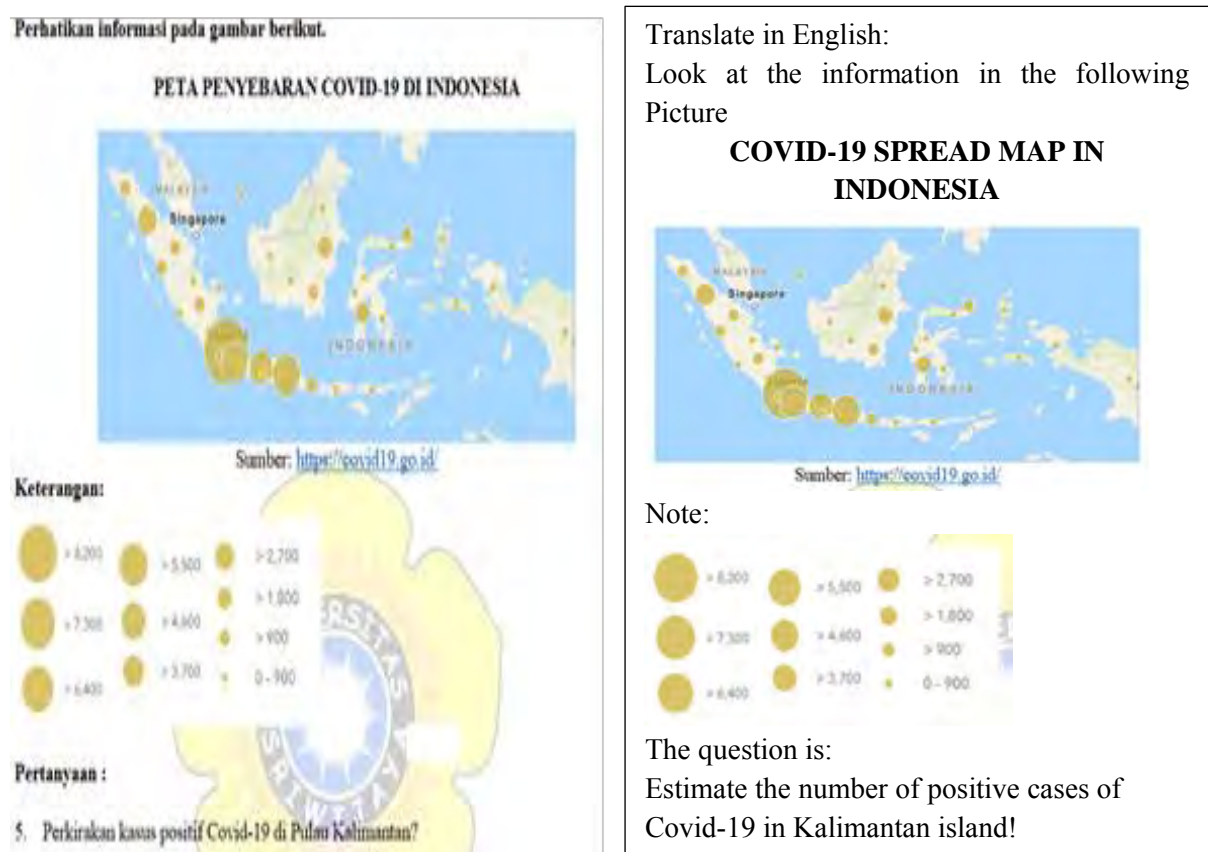 Perhatikan informasi pada gambar berikut.
PETA PENYEBARAN COVID-19 DI INDONESIA
MALAYSIA
Singapore
INDONESIA
Sumber: https://covid19.go.id/
Keterangan:
> 8,200
> 7,300
> 6,400
> 5,500
> 4,600
> 3,700
> 2,700
> 1,800
> 900
0 - 900
Pertanyaan :
5. Perkirakan kasus positif Covid-19 di Pulau Kalimantan?
Translate in English:
Look at the information in the following
Picture
COVID-19 SPREAD MAP IN
INDONESIA
MALAYSIA
Singapore
INDONESIA
Sumber: https://covid19.go.id/
Note:
> 8,200
> 7,300
> 6,400
> 5,500
> 4,600
> 3,700
> 2,700
> 1,800
> 900
0 - 900
The question is:
Estimate the number of positive cases of
Covid-19 in Kalimantan island!